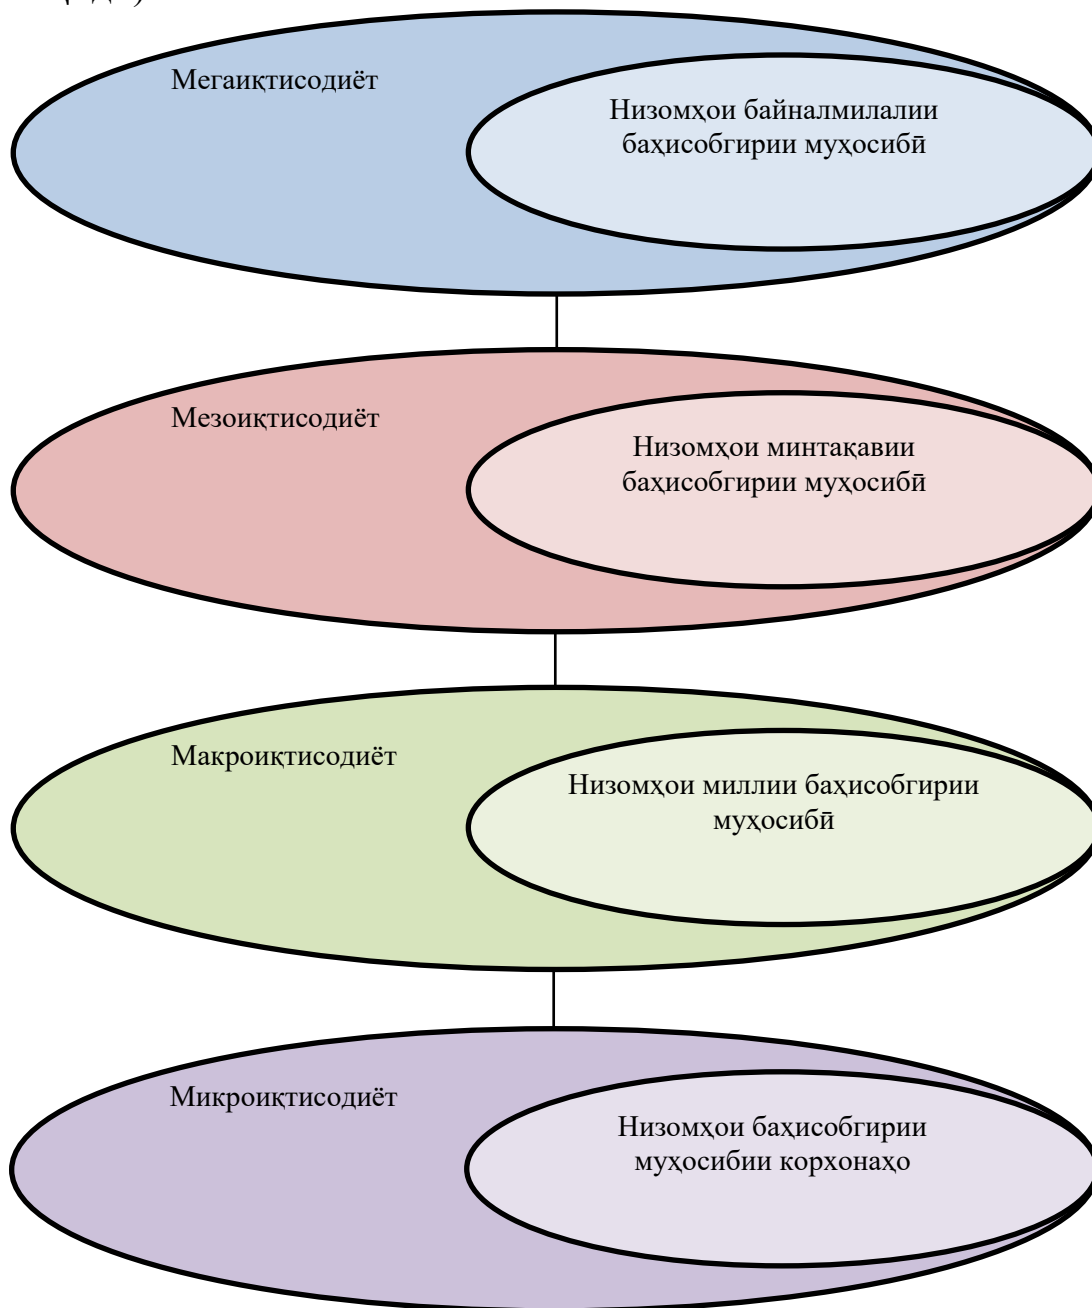 Мегаиқтисодиёт
Низомҳои байналмилалии
баҳисобгирии муҳосибӣ
Мезоиқтисодиёт
Низомҳои минтақавии
баҳисобгирии муҳосибӣ
Макроиқтисодиёт
Низомҳои миллии баҳисобгирии
муҳосибӣ
Микроиқтисодиёт
Низомҳои баҳисобгирии
муҳосибии корхонаҳо